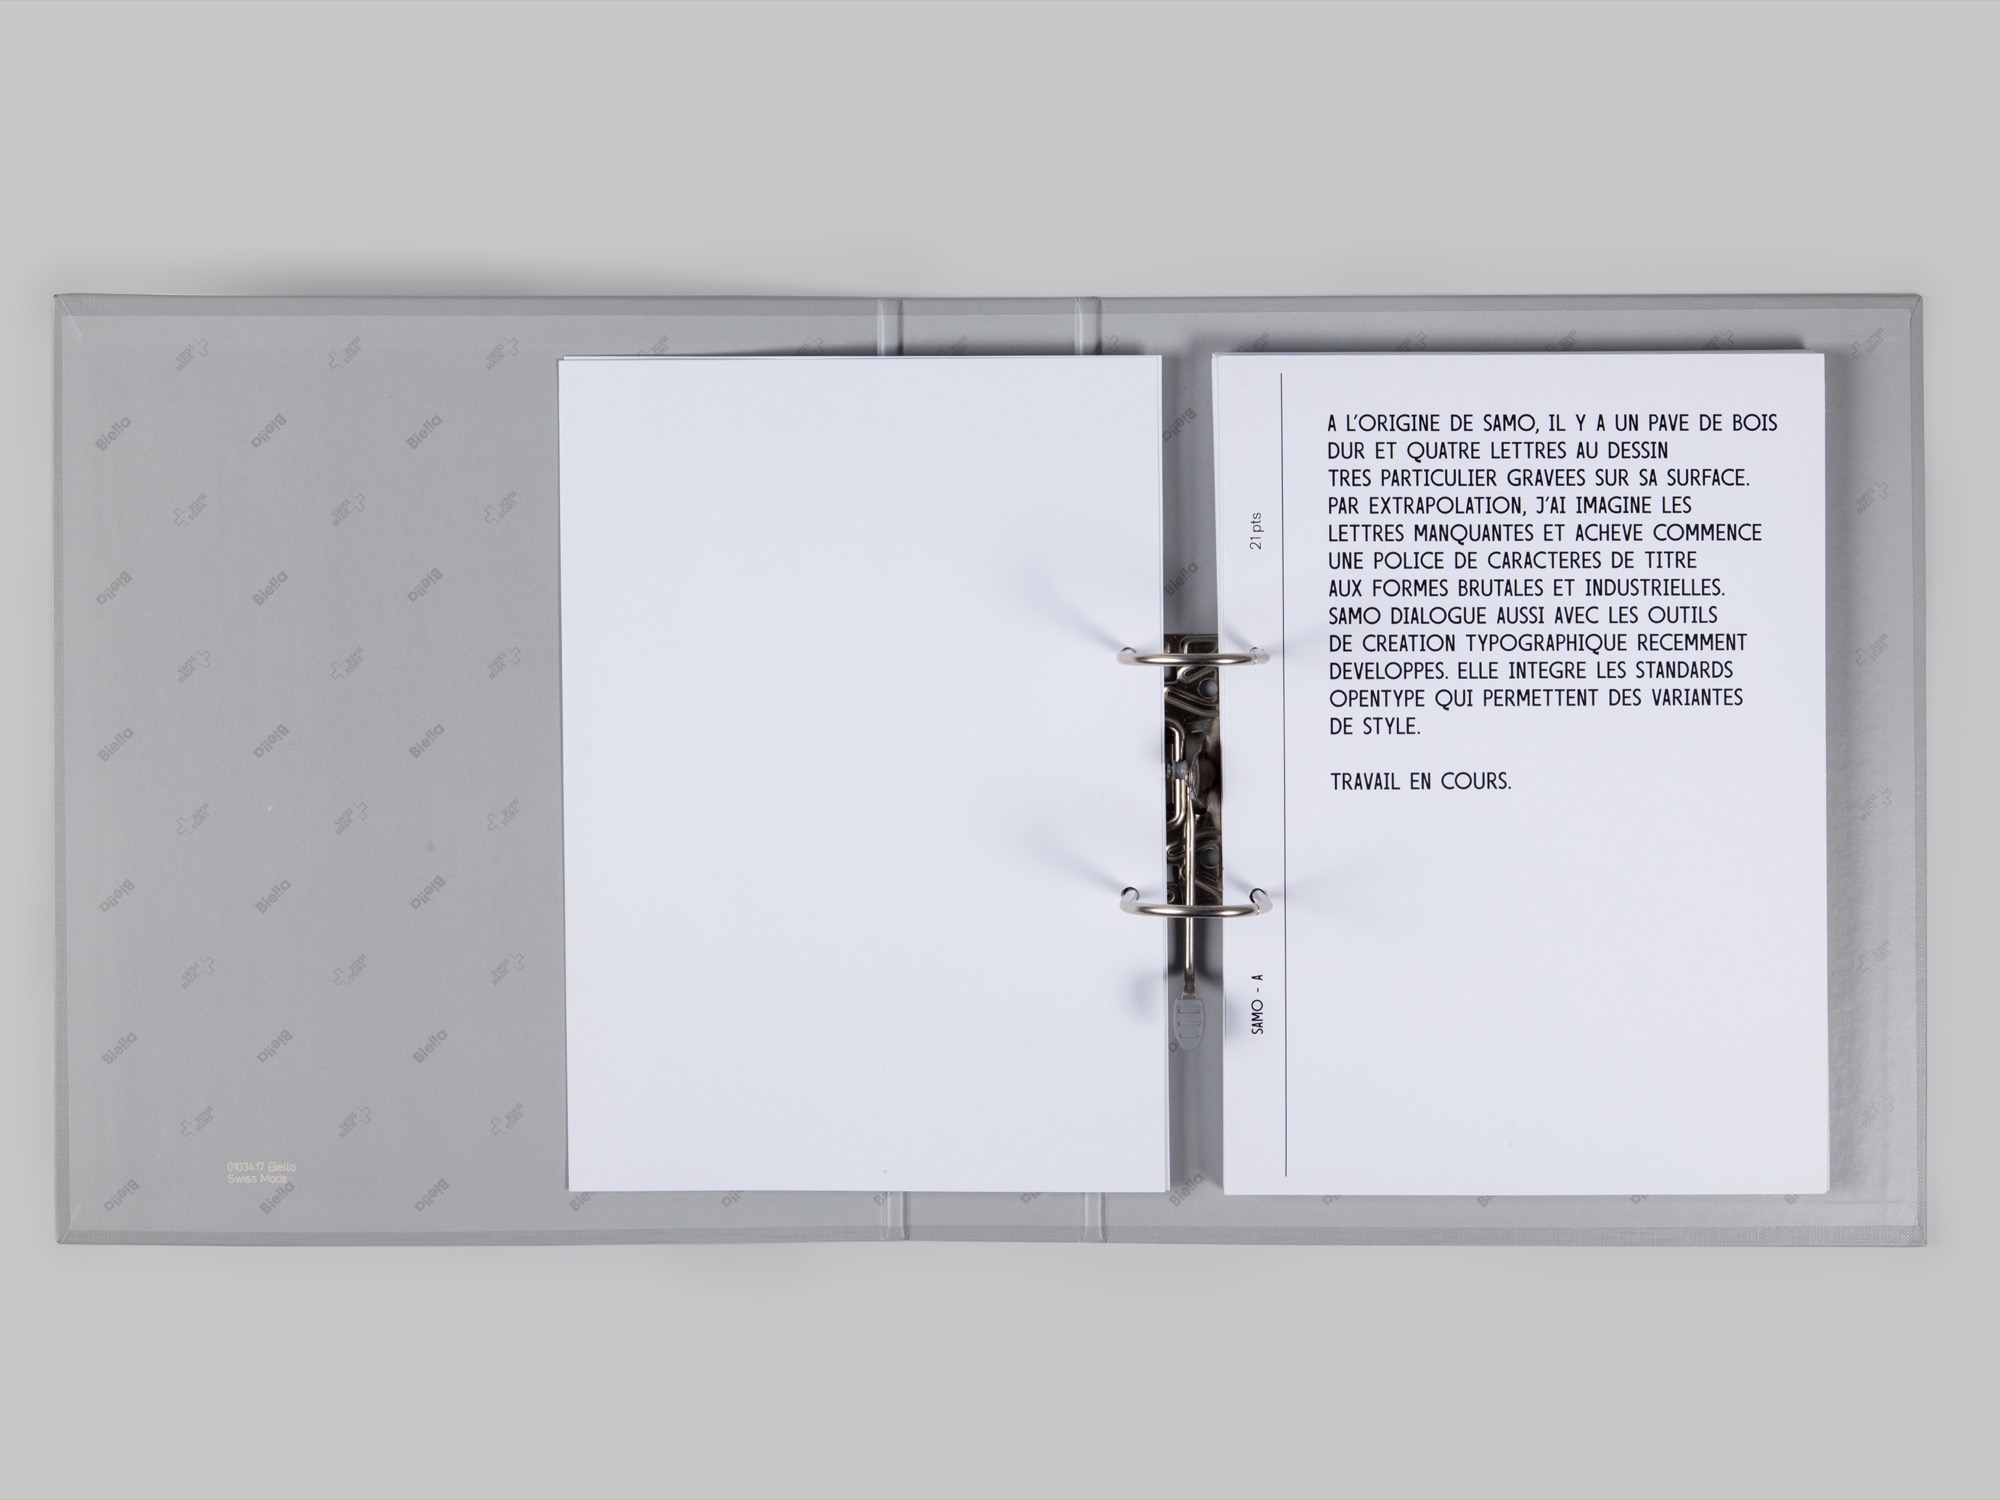 A L'ORIGINE DE SAMO, IL Y A UN PAVE DE BOIS
DUR ET QUATRE LETTRES AU DESSIN
TRES PARTICULIER GRAVEES SUR SA SURFACE.
PAR EXTRAPOLATION, J'AI IMAGINE LES
LETTRES MANQUANTES ET ACHEVE COMMENCE
UNE POLICE DE CARACTERES DE TITRE
AUX FORMES BRUTALES ET INDUSTRIELLES.
SAMO DIALOGUE AUSSI AVEC LES OUTILS
DE CREATION TYPOGRAPHIQUE RECEMMENT
DEVELOPPES. ELLE INTEGRE LES STANDARDS
OPENTYPE QUI PERMETTENT DES VARIANTES
DE STYLE.
TRAVAIL EN COURS.
21 pts
SAMO - A
Biella
0103417 Biella
Swiss Made